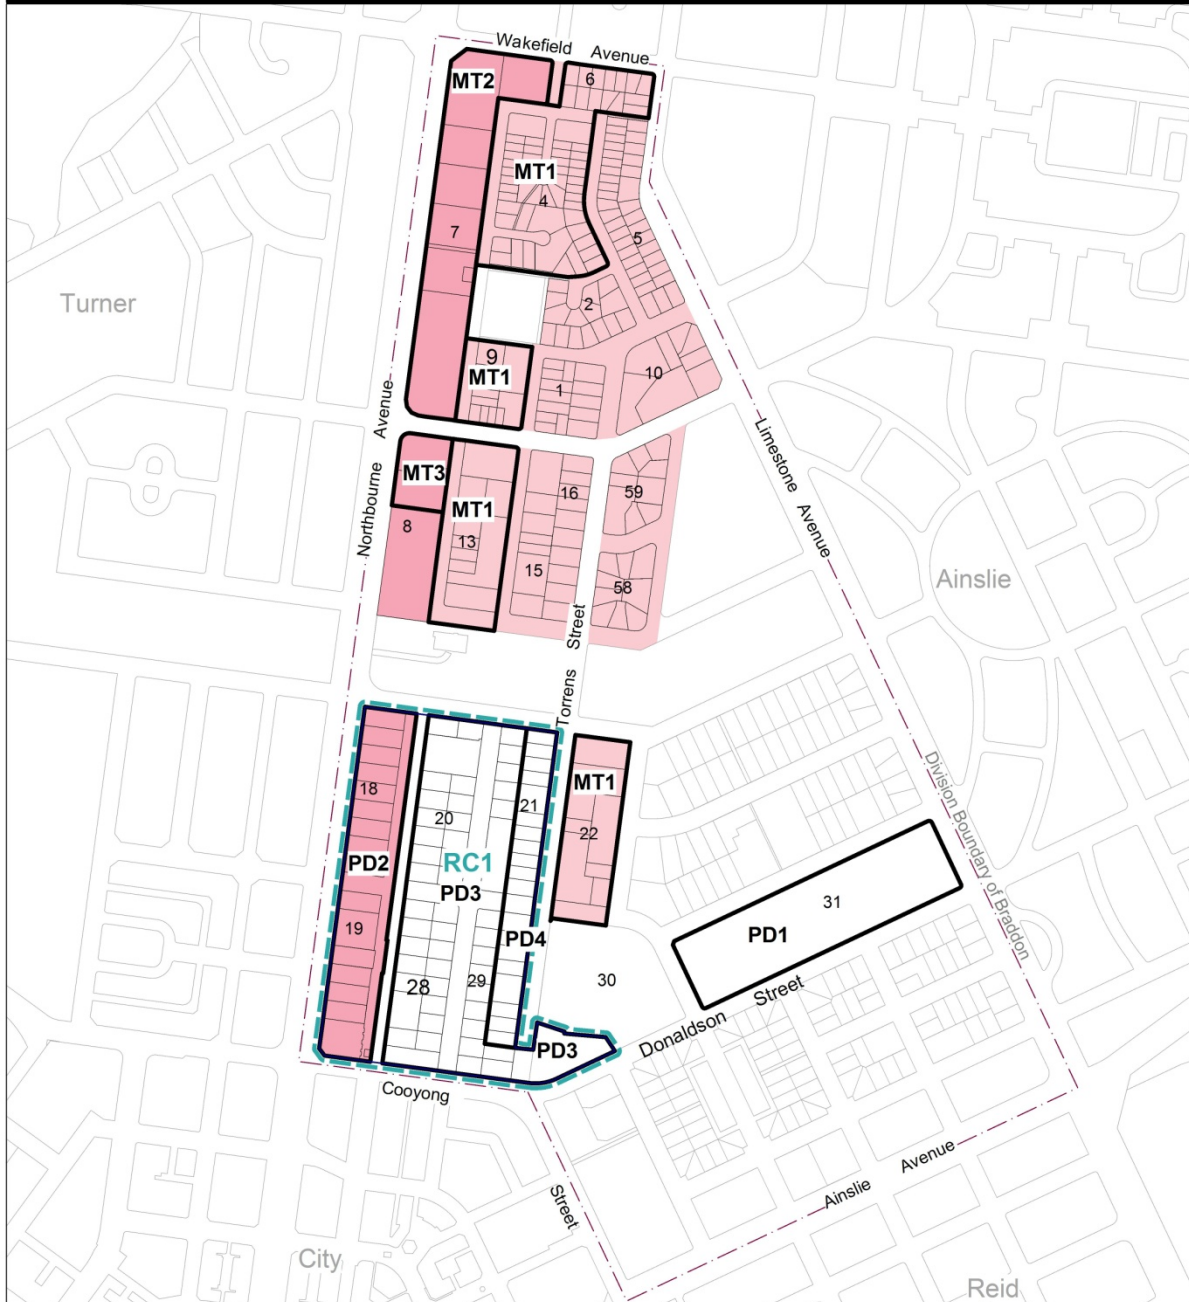 Wakefield Avenue
MT2
6
MT1
4
7
5
Turner
2
9
MT1
10
1
Northbourne Avenue
Limestone Avenue
MT3
MT1
16
59
8
13
15
58
Ainslie
Torrens Street
18
20
21
MT1
22
Division Boundary of Braddon
PD2
RC1
PD3
31
19
PD4
PD1
28
29
30
Donaldson Street
PD3
Cooyong Street
Ainslie Avenue
City
Reid